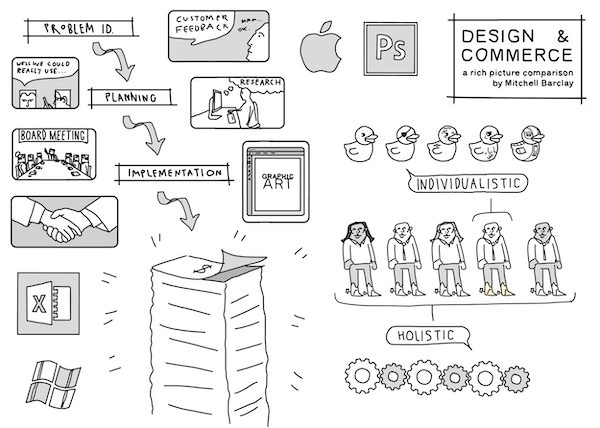 PROBLEM ID.
CUSTOMER
FEEDBACK
HMM...
OK..
Ps
DESIGN &
COMMERCE
a rich picture comparison
by Mitchell Barclay
WELL WE COULD
REALLY USE...
PLANNING
RESEARCH
BOARD MEETING
IMPLEMENTATION
GRAPHIC
ART
INDIVIDUALISTIC
X
$
HOLISTIC